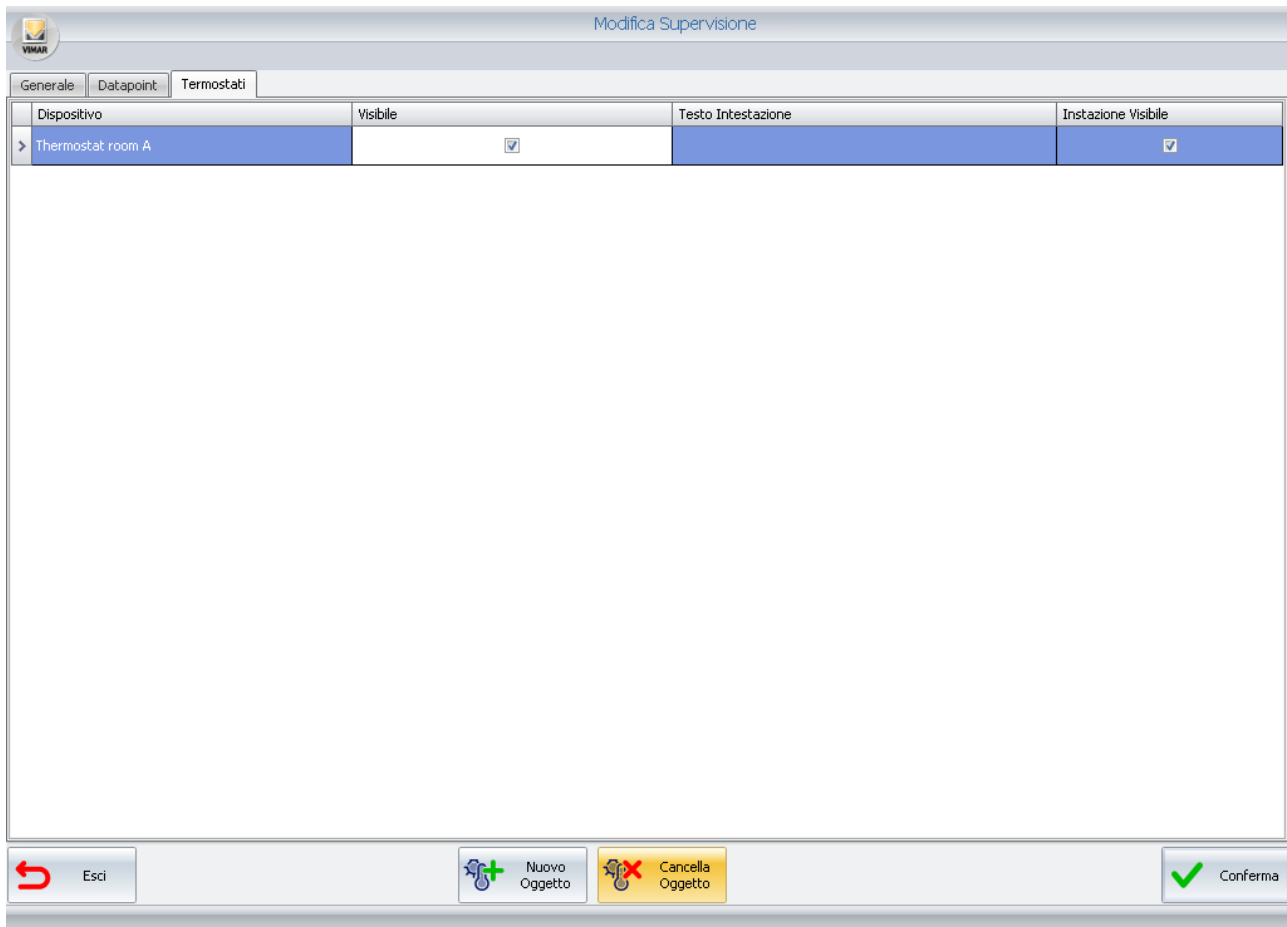 Modifica Supervisione
VIMAR
Generale Datapoint Termostati
Dispositivo Visibile Testo Intestazione Instazione Visibile
Thermostat room A
Esci
Nuovo
Oggetto
Cancella
Oggetto
Conferma